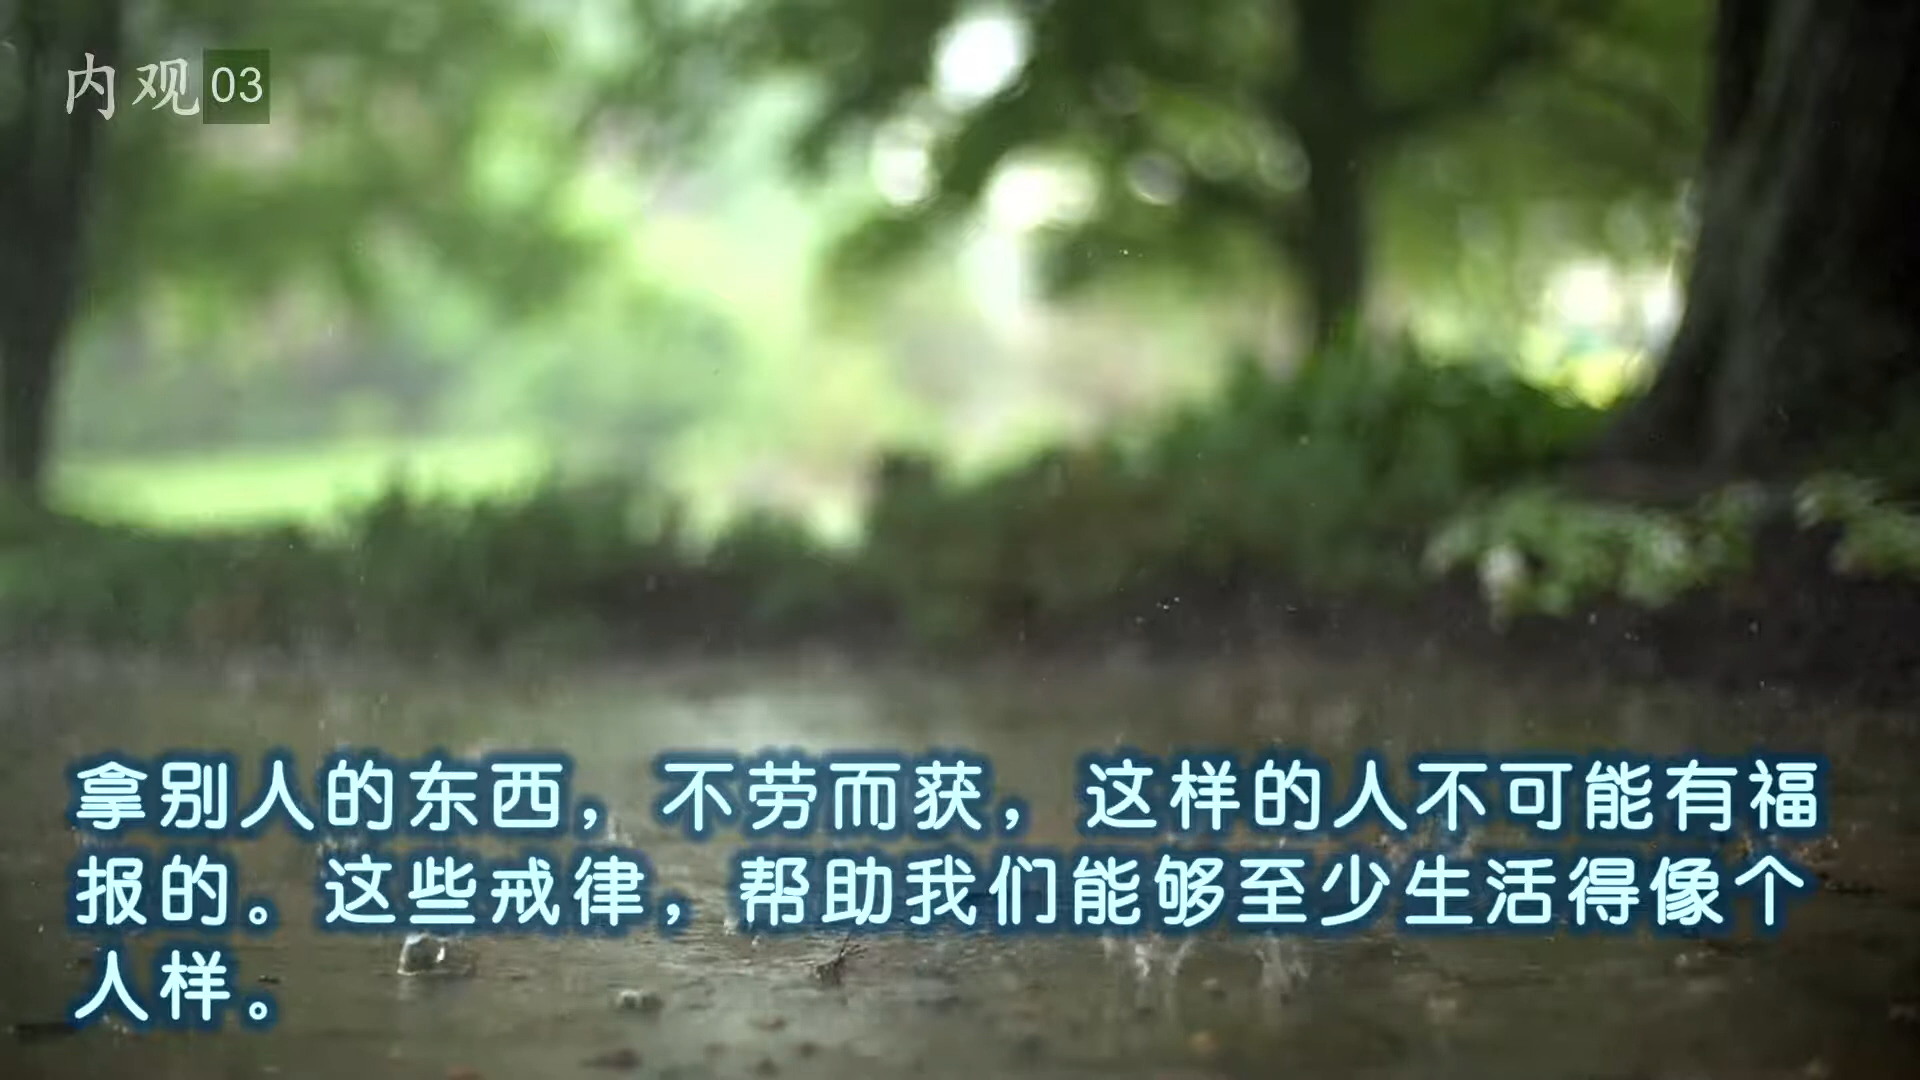 内观03
拿别人的东西，不劳而获，这样的人不可能有福
报的。这些戒律，帮助我们能够至少生活得像个
人样。